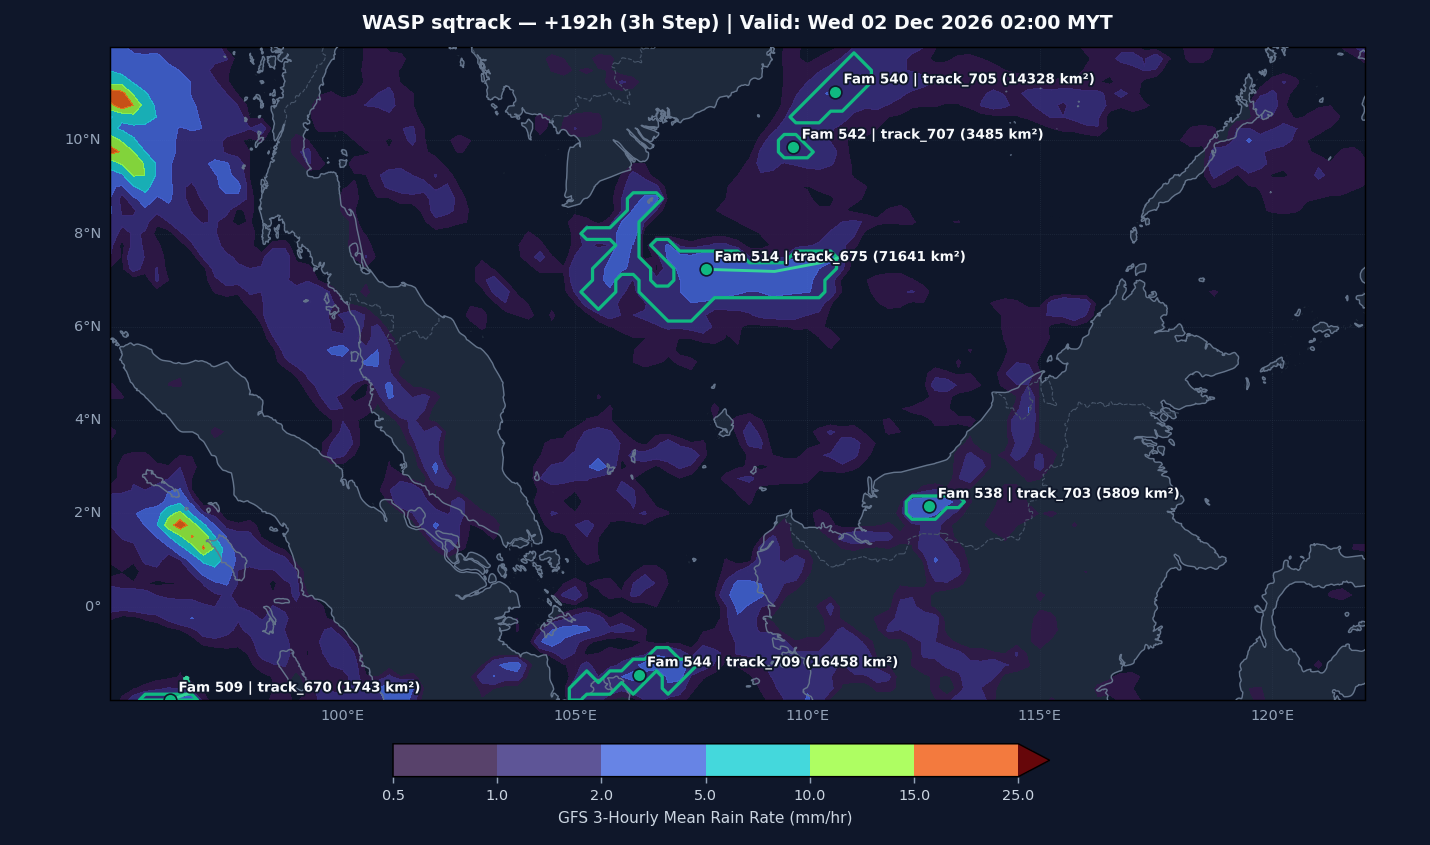 WASP sqtrack — +192h (3h Step) | Valid: Wed 02 Dec 2026 02:00 MYT
Fam 540 | track_705 (14328 km²)
Fam 542 | track_707 (3485 km²)
10°N
8°N
Fam 514 | track_675 (71641 km²)
6°N
4°N
Fam 538 | track_703 (5809 km²)
2°N
0°
Fam 544 | track_709 (16458 km²)
Fam 509 | track_670 (1743 km²)
100°E 105°E 110°E 115°E 120°E
0.5 1.0 2.0 5.0 10.0 15.0 25.0
GFS 3-Hourly Mean Rain Rate (mm/hr)